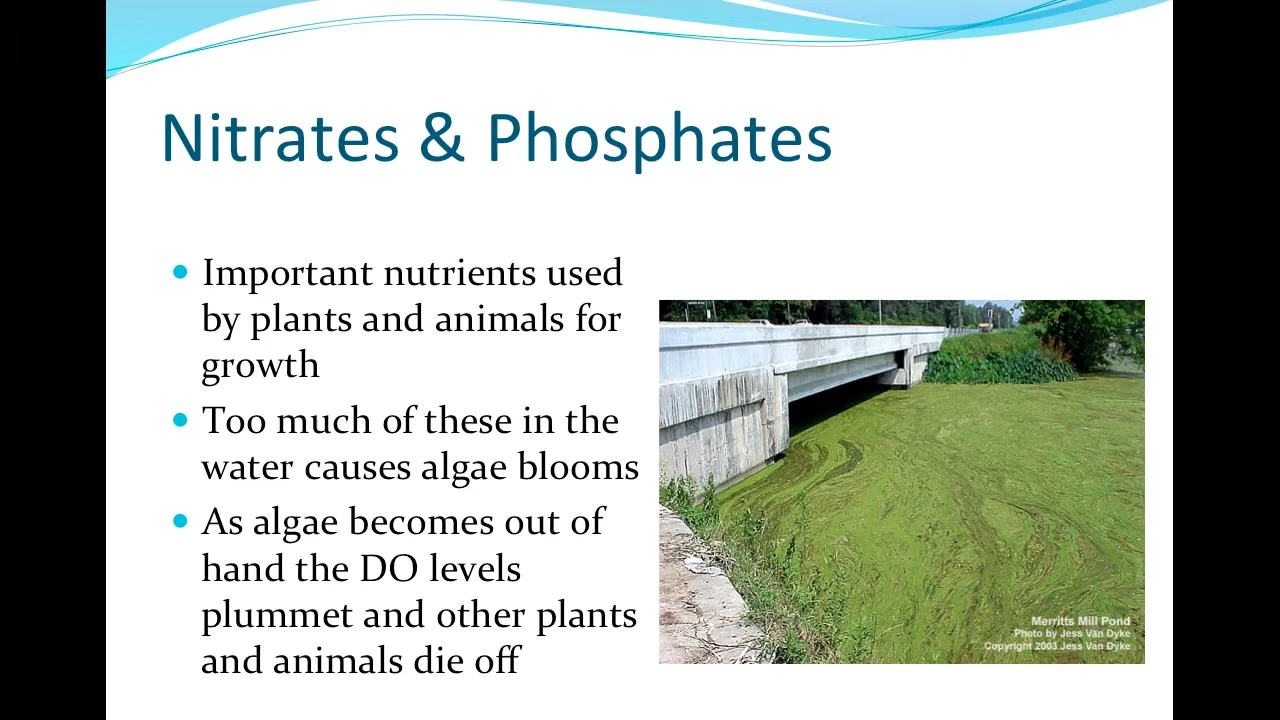 Nitrates & Phosphates
Important nutrients used
by plants and animals for
growth
Too much of these in the
water causes algae blooms
As algae becomes out of
hand the DO levels
plummet and other plants
and animals die off
Merritts Mill Pond
Photo by Jess Van Dyke
Copyright 2003 Jess Van Dyke